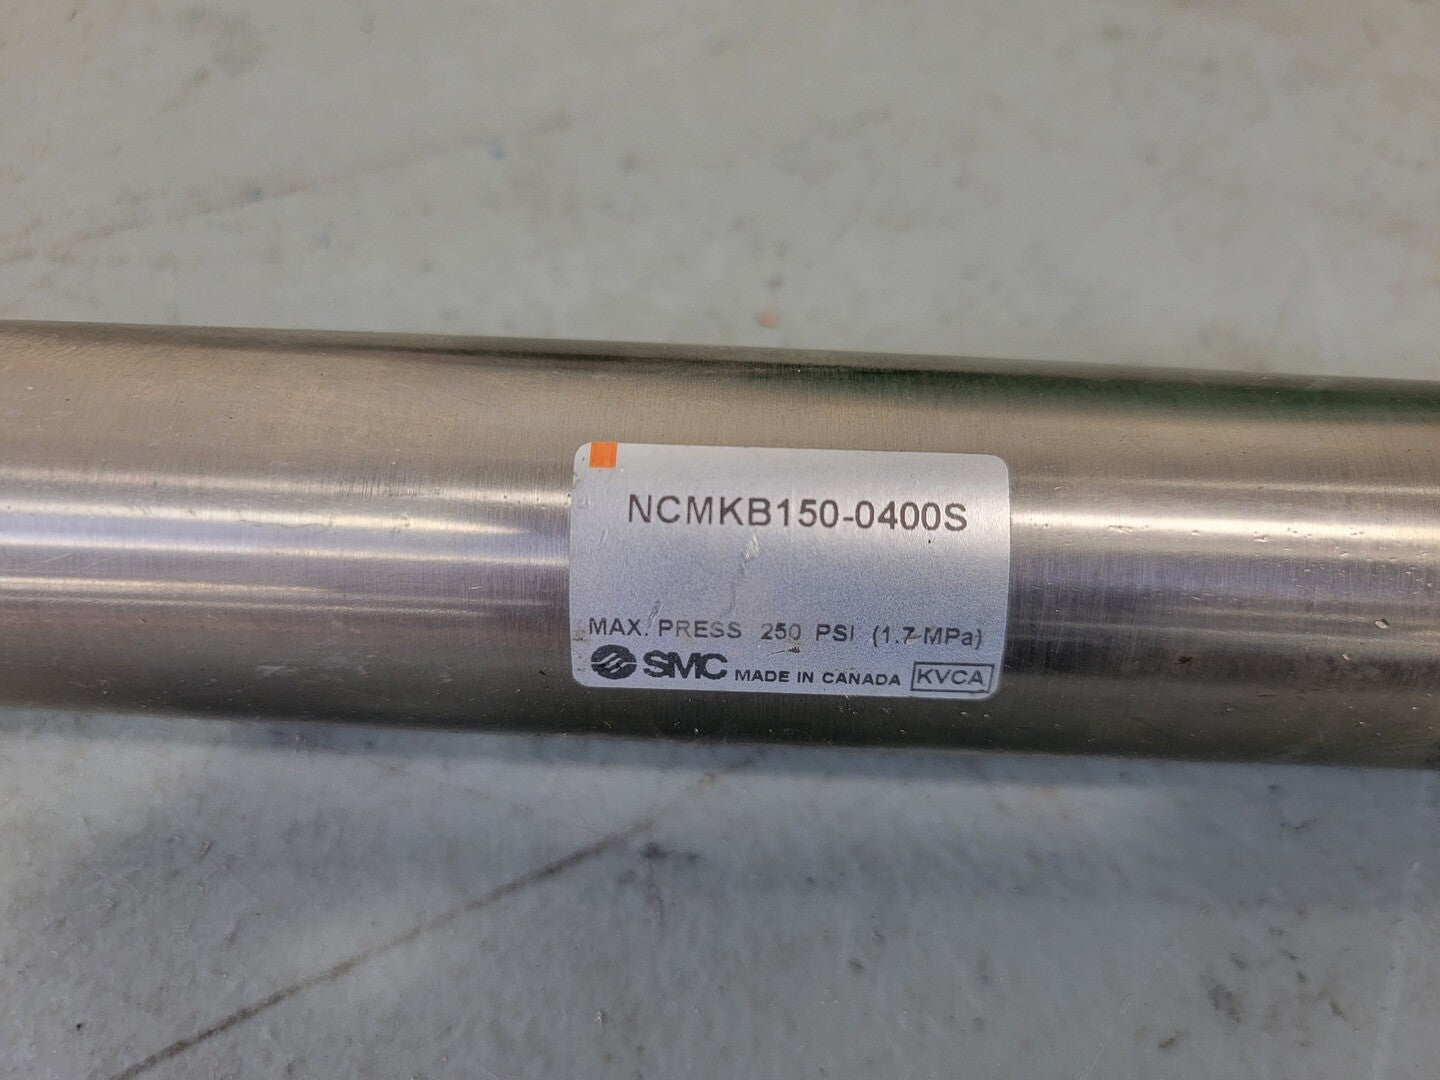 NCMKB150-0400S
MAX. PRESS 250 PSI (1.7 MPa)
SMC MADE IN CANADA KVCA